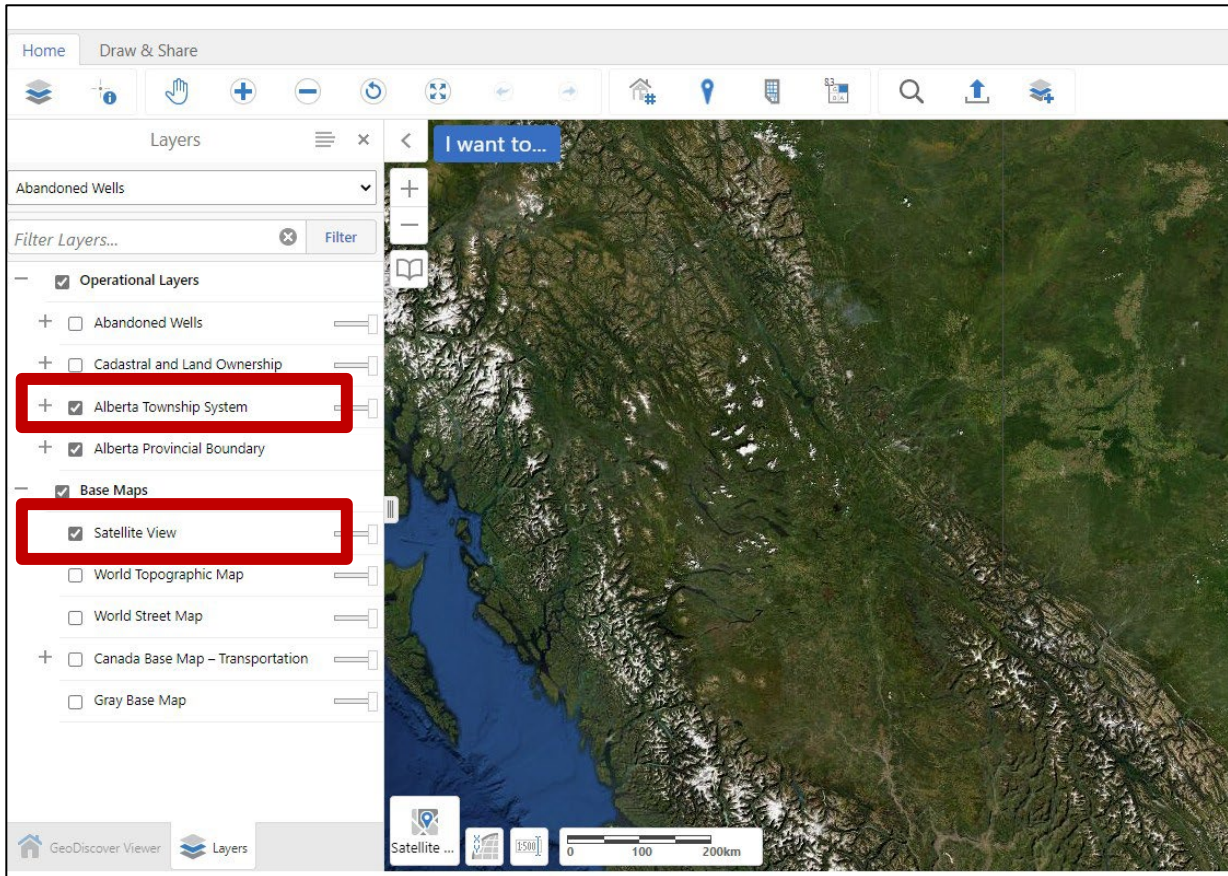 Home Draw & Share
Layers
I want to...
Abandoned Wells
Filter Layers... Filter
Operational Layers
Abandoned Wells
Cadastral and Land Ownership
Alberta Township System
Alberta Provincial Boundary
Base Maps
Satellite View
World Topographic Map
World Street Map
Canada Base Map – Transportation
Gray Base Map
GeoDiscover Viewer Layers
Satellite ... 1:500 0 100 200km